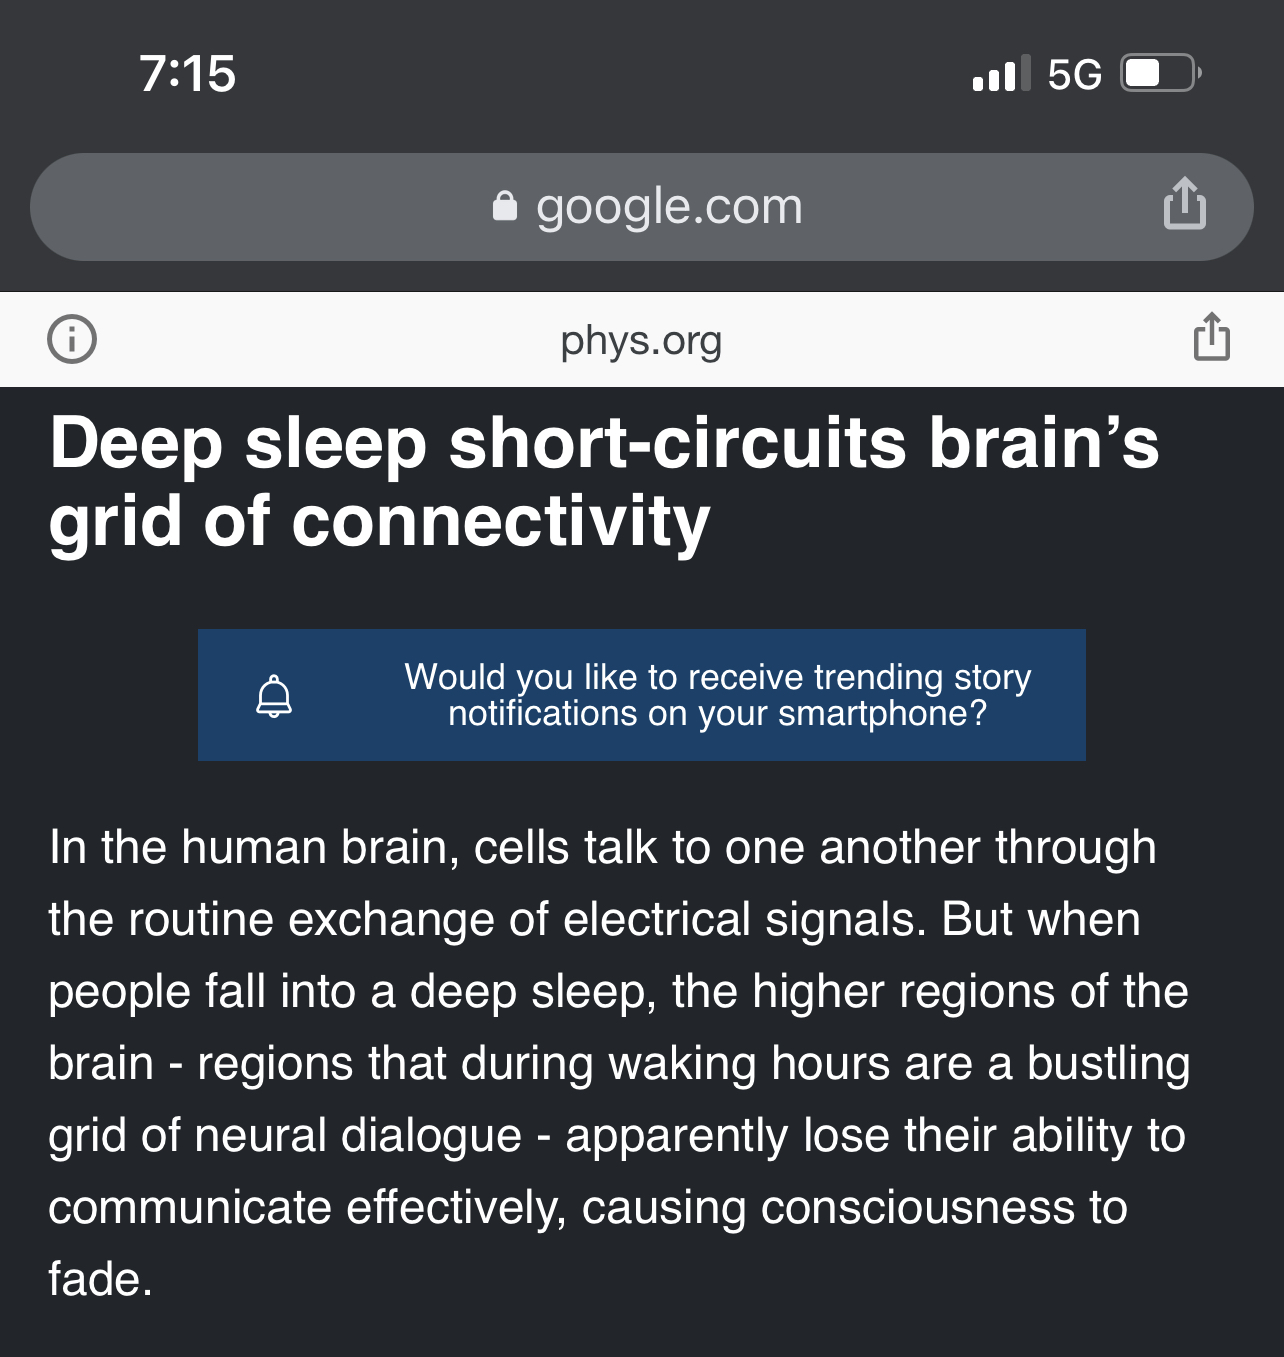 7:15 5G
google.com
phys.org
Deep sleep short-circuits brain’s
grid of connectivity
Would you like to receive trending story
notifications on your smartphone?
In the human brain, cells talk to one another through
the routine exchange of electrical signals. But when
people fall into a deep sleep, the higher regions of the
brain - regions that during waking hours are a bustling
grid of neural dialogue - apparently lose their ability to
communicate effectively, causing consciousness to
fade.